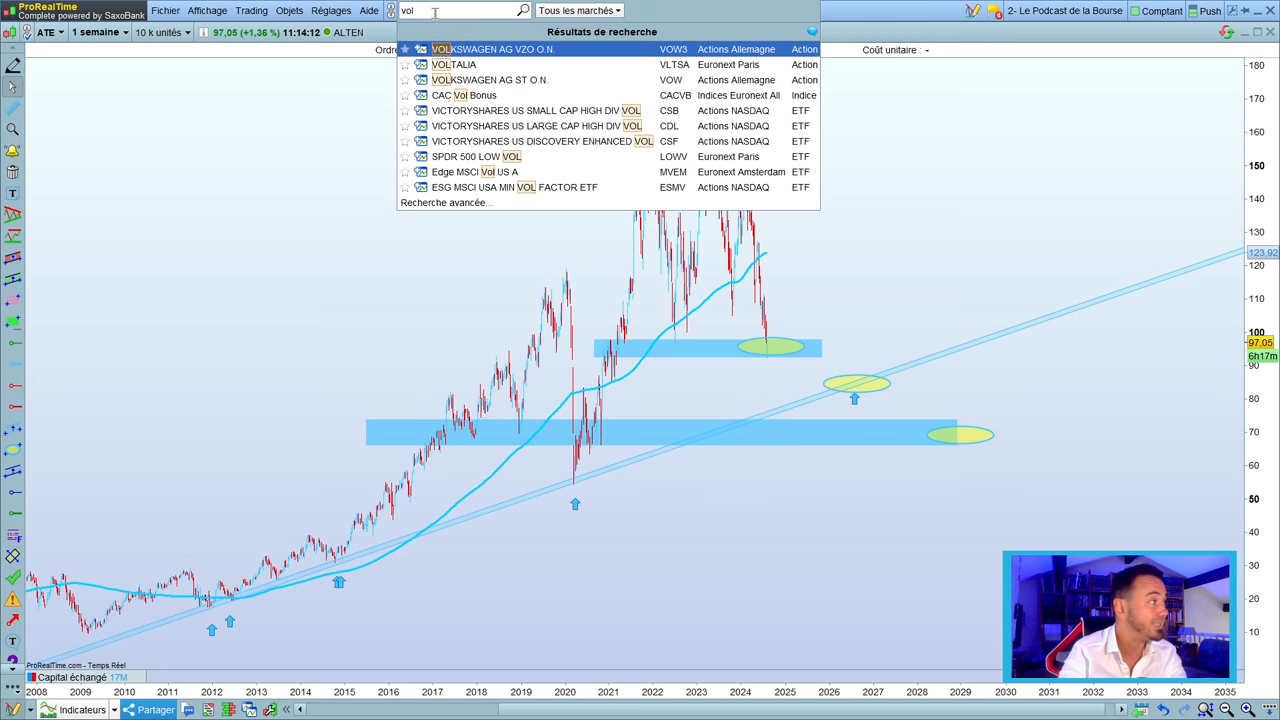 ProRealTime
Complete powered by SaxoBank
Fichier Affichage Trading Objets Réglages Aide
vol
Tous les marchés
2- Le Podcast de la Bourse
Comptant
Push
ATE
1 semaine
10 k unités
97,05 (+1,36 %) 11:14:12 ALTEN
Ordre
Coût unitaire : -
Résultats de recherche
VOLKSWAGEN AG VZO O.N. VOW3 Actions Allemagne Action
VOLTALIA VLTSA Euronext Paris Action
VOLKSWAGEN AG ST O.N. VOW Actions Allemagne Action
CAC Vol Bonus CACVB Indices Euronext All Indice
VICTORYSHARES US SMALL CAP HIGH DIV VOL CSB Actions NASDAQ ETF
VICTORYSHARES US LARGE CAP HIGH DIV VOL CDL Actions NASDAQ ETF
VICTORYSHARES US DISCOVERY ENHANCED VOL CSF Actions NASDAQ ETF
SPDR 500 LOW VOL LOWV Euronext Paris ETF
Edge MSCI Vol US A MVEM Euronext Amsterdam ETF
ESG MSCI USA MIN VOL FACTOR ETF ESMV Actions NASDAQ ETF
Recherche avancée...
180
170
160
150
140
130
123,92
120
110
100
97,05
6h17m
90
80
70
60
50
40
30
20
10
ProRealTime.com - Temps Réel
Capital échangé 17M
2008 2009 2010 2011 2012 2013 2014 2015 2016 2017 2018 2019 2020 2021 2022 2023 2024 2025 2026 2027 2028 2029 2030 2031 2032 2033 2034 2035
Indicateurs
Partager